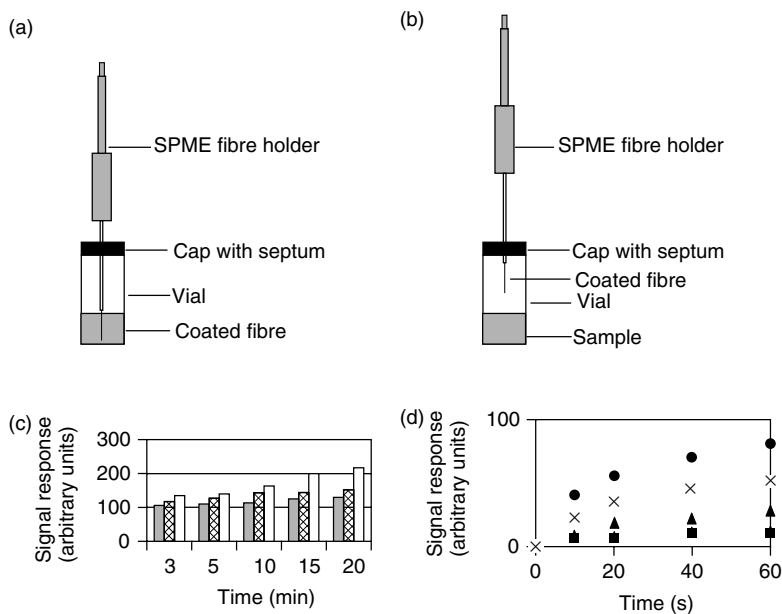 (a)
SPME fibre holder
Cap with septum
Vial
Coated fibre
(b)
SPME fibre holder
Cap with septum
Coated fibre
Vial
Sample
(c)
Signal response
(arbitrary units)
300
200
100
0
3 5 10 15 20
Time (min)
(d)
Signal response
(arbitrary units)
100
0
0 20 40 60
Time (s)